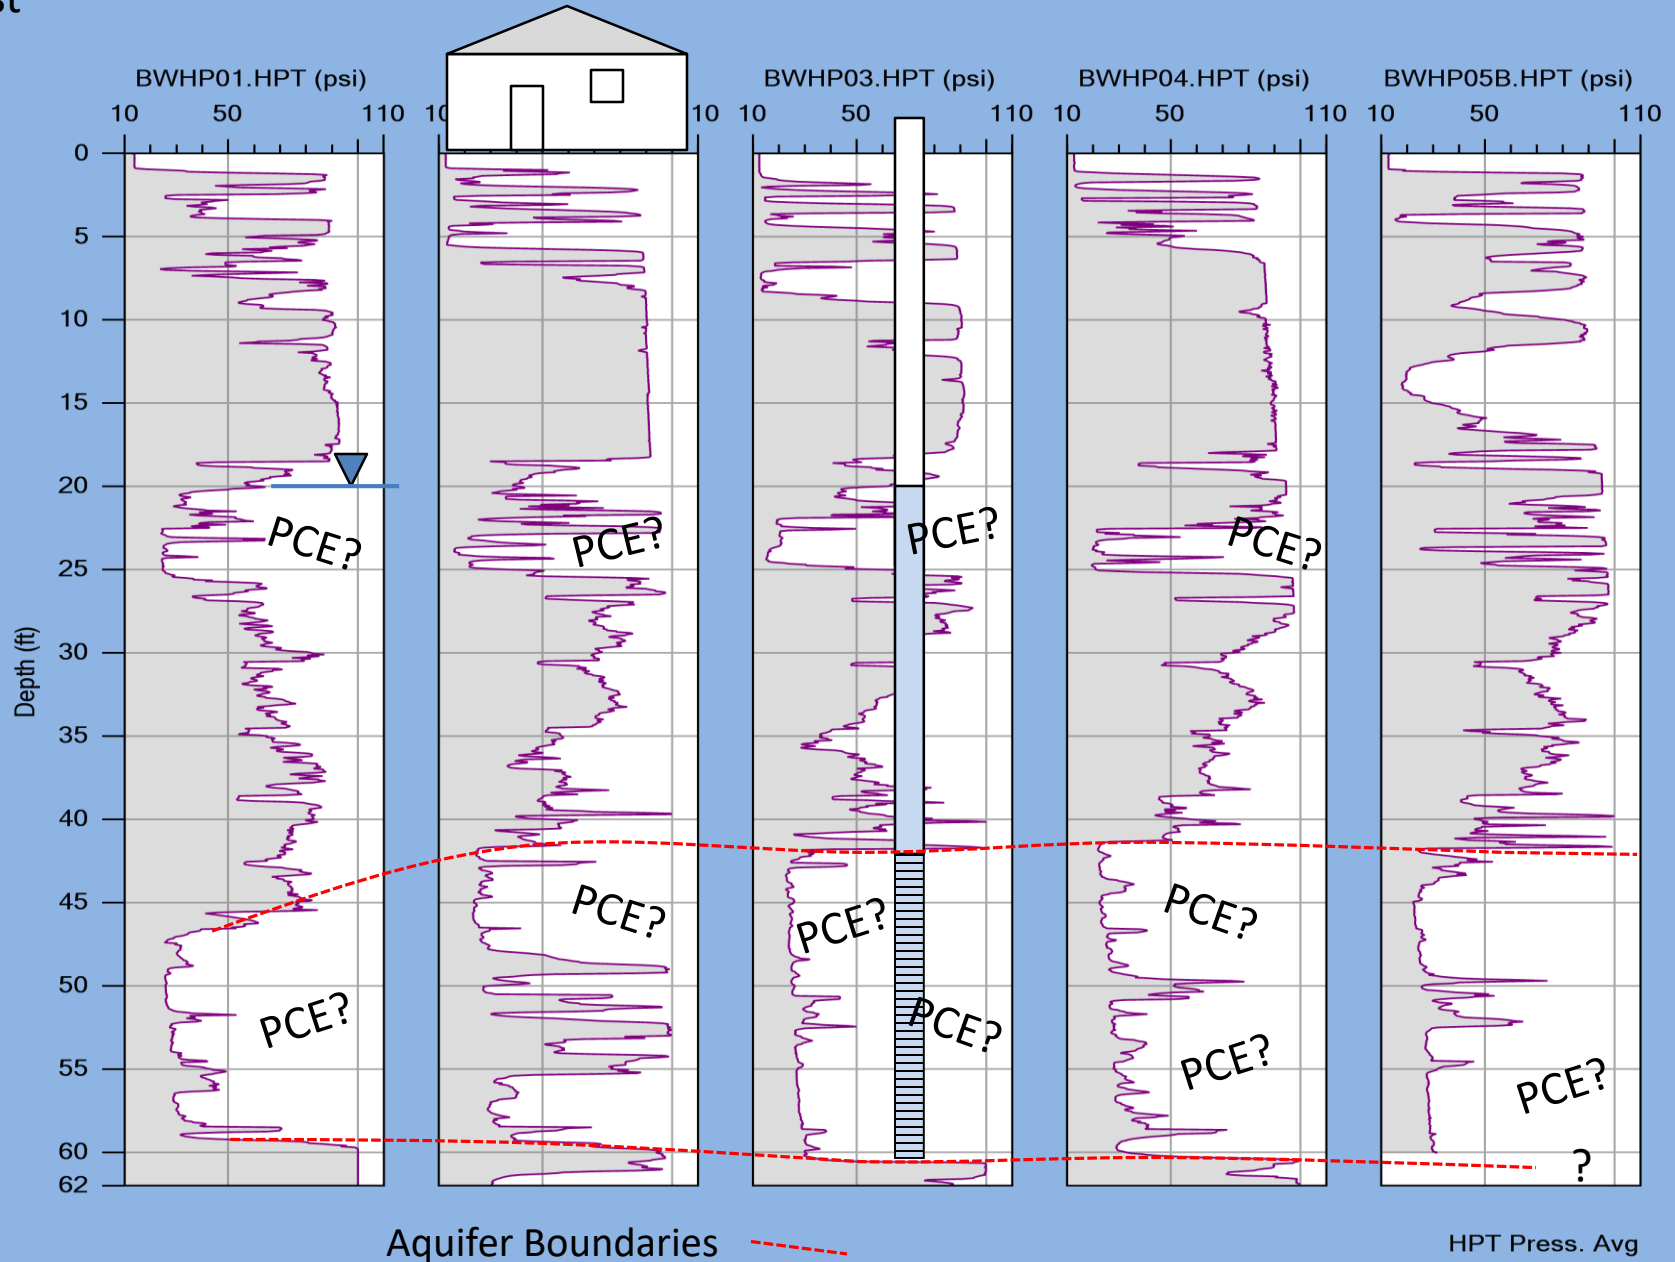 st
BWHP01.HPT (psi)
BWHP03.HPT (psi)
BWHP04.HPT (psi)
BWHP05B.HPT (psi)
10 50 110
10 10
10 50 110
10 50 110
10 50 110
0
5
10
15
20
25
30
35
40
45
50
55
60
62
Depth (ft)
PCE?
PCE?
PCE?
PCE?
PCE?
PCE?
PCE?
PCE?
PCE?
PCE?
PCE?
?
Aquifer Boundaries
HPT Press. Avg